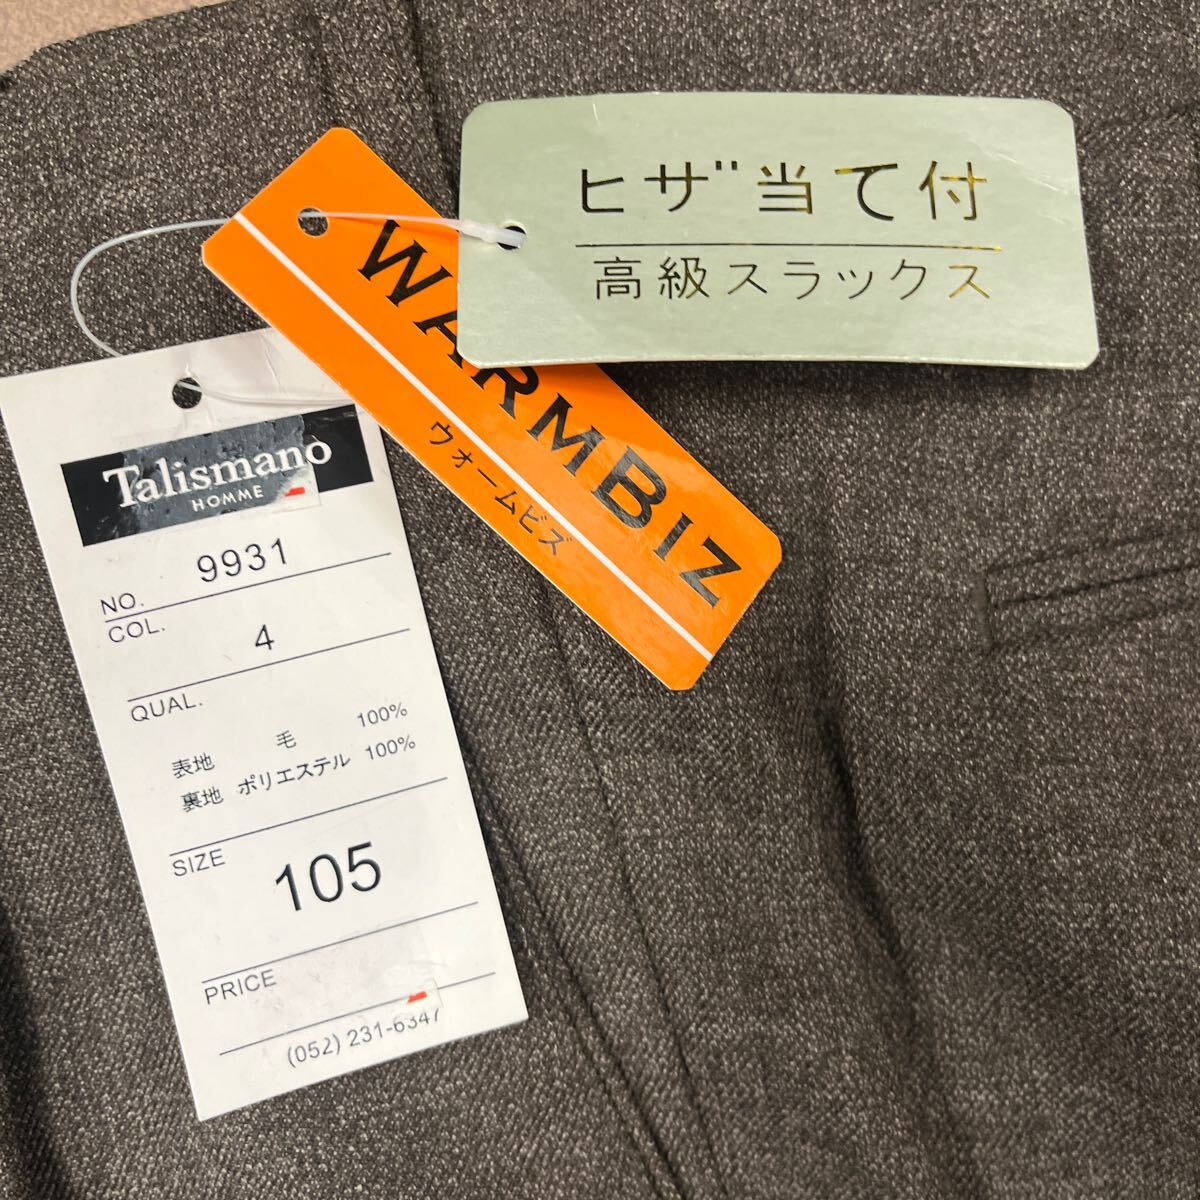 ヒザ当て付
高級スラックス
WARMBIZ
ウォームビズ
Talismano
HOMME
NO. 9931
COL. 4
QUAL.
表地 毛 100%
裏地 ポリエステル 100%
SIZE 105
PRICE
(052) 231-6347